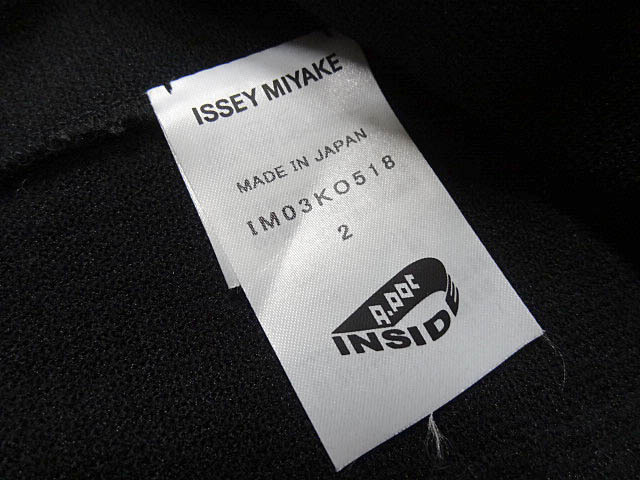 ISSEY MIYAKE
MADE IN JAPAN
IM03KO518
2
A.POC
INSIDE